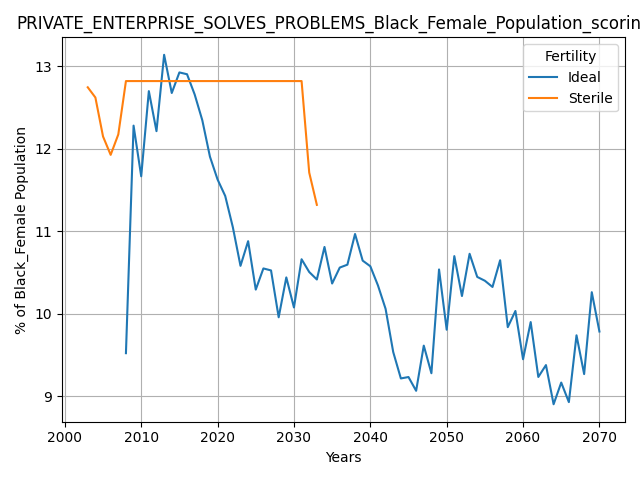 PRIVATE_ENTERPRISE_SOLVES_PROBLEMS_Black_Female_Population_scorin
Fertility
Ideal
Sterile
% of Black_Female Population
13
12
11
10
9
2000 2010 2020 2030 2040 2050 2060 2070
Years